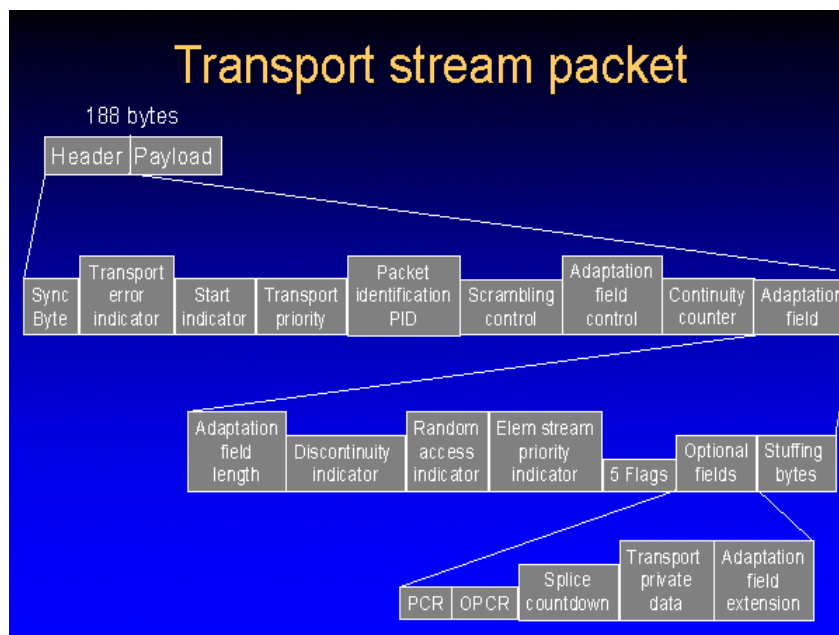 Transport stream packet
188 bytes
Header
Payload
Sync
Byte
Transport
error
indicator
Start
indicator
Transport
priority
Packet
identification
PID
Scrambling
control
Adaptation
field
control
Continuity
counter
Adaptation
field
Adaptation
field
length
Discontinuity
indicator
Random
access
indicator
Elem stream
priority
indicator
5 Flags
Optional
fields
Stuffing
bytes
PCR
OPCR
Splice
countdown
Transport
private
data
Adaptation
field
extension